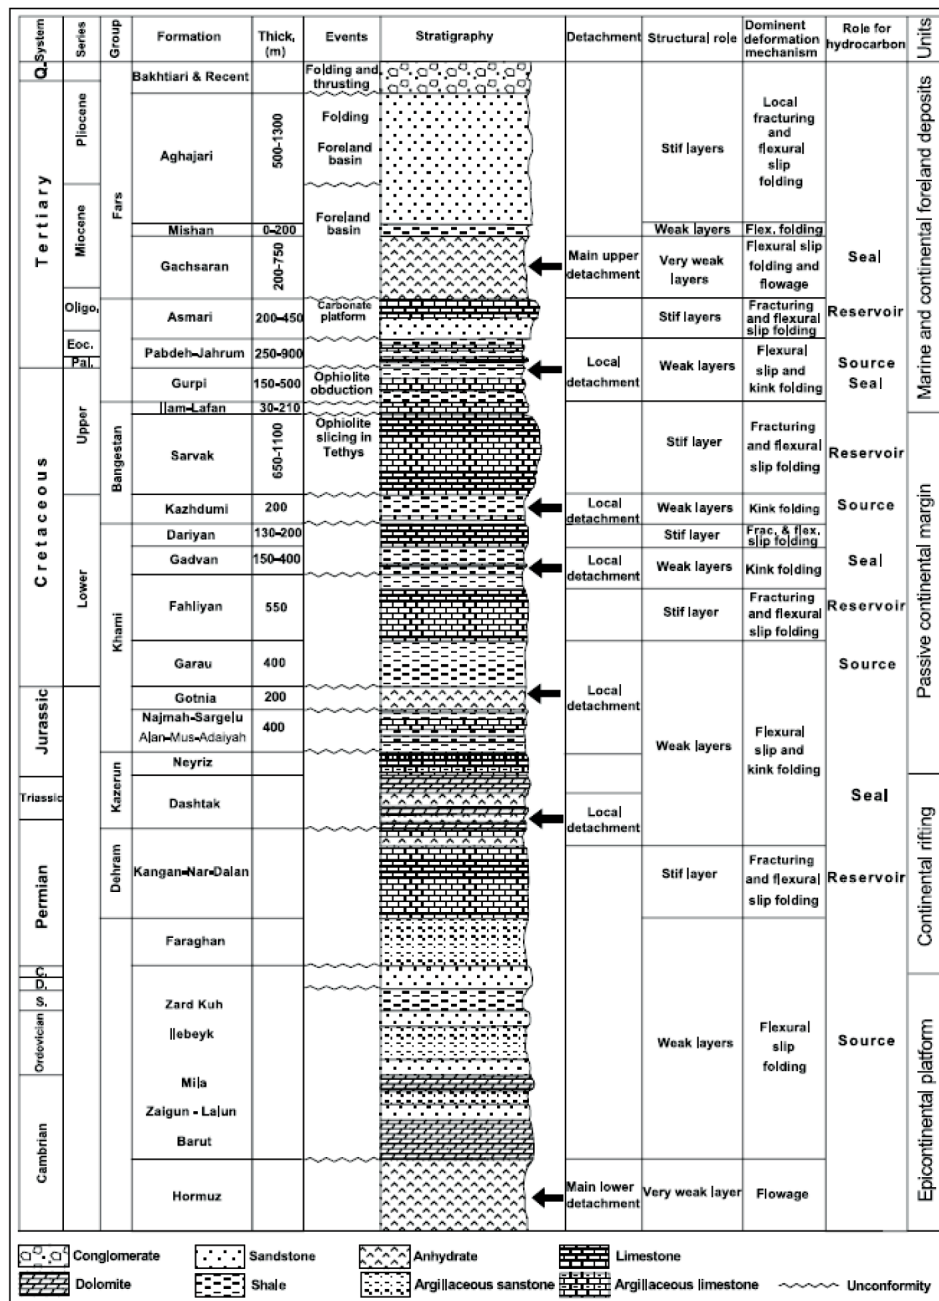 System
Series
Group
Formation
Thick.
(m)
Events
Stratigraphy
Detachment
Structural role
Dominent
deformation
mechanism
Role for
hydrocarbon
Units
Q.
Bakhtiari & Recent
Folding and
thrusting
Tertiary
Pliocene
Fars
Aghajari
500-1300
Folding
Foreland
basin
Stif layers
Local
fracturing
and
flexural
slip
folding
Marine and continental foreland deposits
Miocene
Foreland
basin
Mishan
0-200
Weak layers
Flex. folding
Gachsaran
200-750
Main upper
detachment
Very weak
layers
Flexural slip
folding and
flowage
Seal
Oligo.
Asmari
200-450
Carbonate
platform
Stif layers
Fracturing
and flexural
slip folding
Reservoir
Eoc.
Pal.
Pabdeh-Jahrum
250-900
Local
detachment
Weak layers
Flexural
slip and
kink folding
Source
Seal
Cretaceous
Upper
Gurpi
150-500
Ophiolite
obduction
Bangestan
Ilam-Lafan
30-210
Sarvak
650-1100
Ophiolite
slicing in
Tethys
Stif layer
Fracturing
and flexural
slip folding
Reservoir
Passive continental margin
Lower
Kazhdumi
200
Local
detachment
Weak layers
Kink folding
Source
Khami
Dariyan
130-200
Stif layer
Frac. & flex.
slip folding
Gadvan
150-400
Local
detachment
Weak layers
Kink folding
Seal
Fahliyan
550
Stif layer
Fracturing
and flexural
slip folding
Reservoir
Garau
400
Source
Jurassic
Gotnia
200
Local
detachment
Najmah-Sargelu
Alan-Mus-Adaiyah
400
Weak layers
Flexural
slip and
kink folding
Kazerun
Neyriz
Triassic
Dashtak
Local
detachment
Seal
Continental rifting
Permian
Dehram
Kangan-Nar-Dalan
Stif layer
Fracturing
and flexural
slip folding
Reservoir
Faraghan
C.
D.
S.
Ordovician
Zard Kuh
Ilebeyk
Weak layers
Flexural
slip
folding
Source
Epicontinental platform
Cambrian
Mila
Zaigun - Lalun
Barut
Hormuz
Main lower
detachment
Very weak layer
Flowage
Conglomerate
Sandstone
Anhydrate
Limestone
Dolomite
Shale
Argillaceous sanstone
Argillaceous limestone
Unconformity